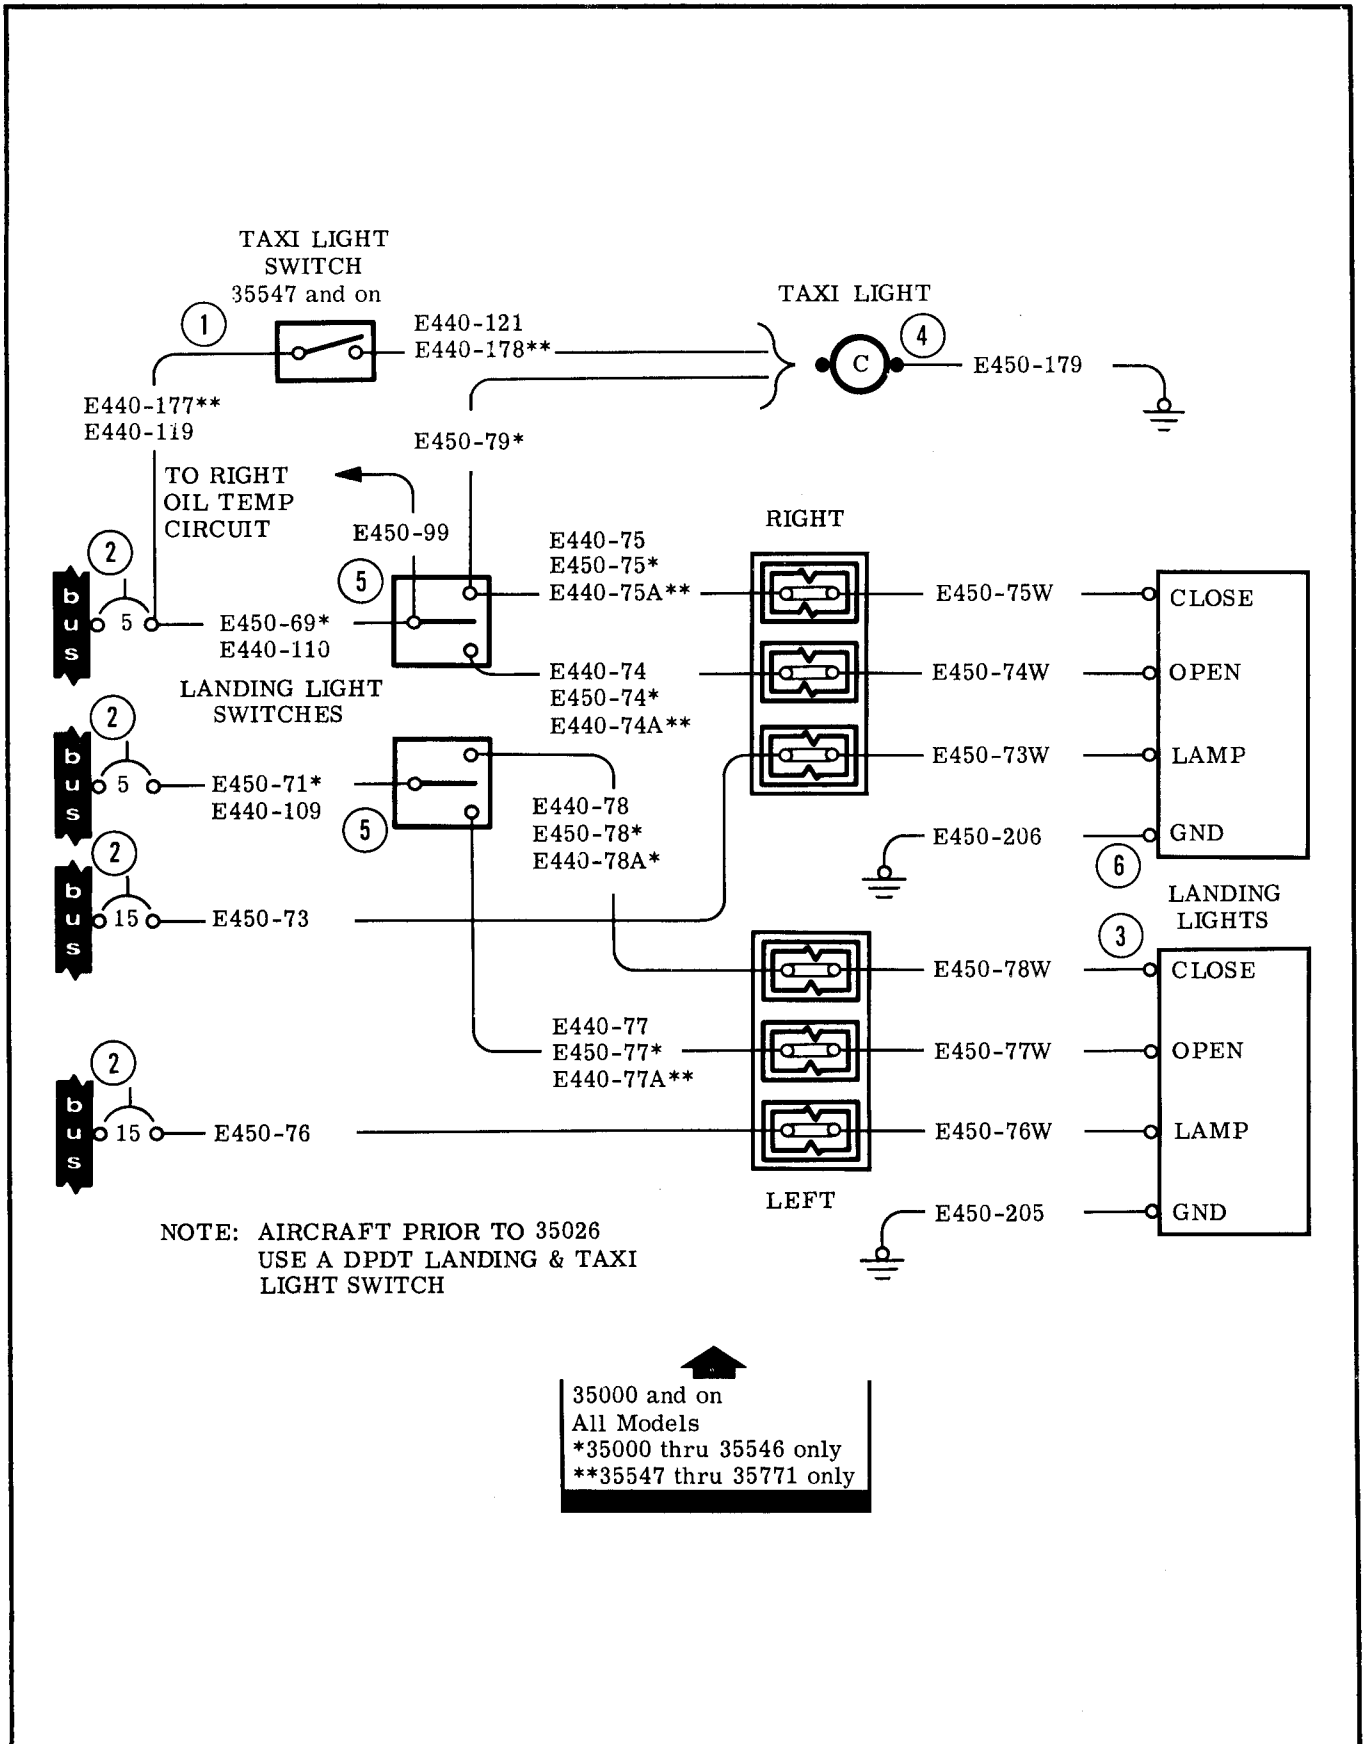 TAXI LIGHT
SWITCH
35547 and on
1
E440-121
E440-178**
TAXI LIGHT
4
C
E450-179
E440-177**
E440-119
E450-79*
TO RIGHT
OIL TEMP
CIRCUIT
E450-99
2
bus
5
E450-69*
E440-110
5
E440-75
E450-75*
E440-75A**
RIGHT
E450-75W
CLOSE
E440-74
E450-74*
E440-74A**
E450-74W
OPEN
LANDING LIGHT
SWITCHES
2
bus
5
E450-71*
E440-109
5
E440-78
E450-78*
E440-78A*
E450-73W
LAMP
E450-206
GND
6
2
bus
15
E450-73
LANDING
LIGHTS
3
E450-78W
CLOSE
E440-77
E450-77*
E440-77A**
E450-77W
OPEN
2
bus
15
E450-76
E450-76W
LAMP
LEFT
E450-205
GND
NOTE: AIRCRAFT PRIOR TO 35026
USE A DPDT LANDING & TAXI
LIGHT SWITCH
35000 and on
All Models
*35000 thru 35546 only
**35547 thru 35771 only